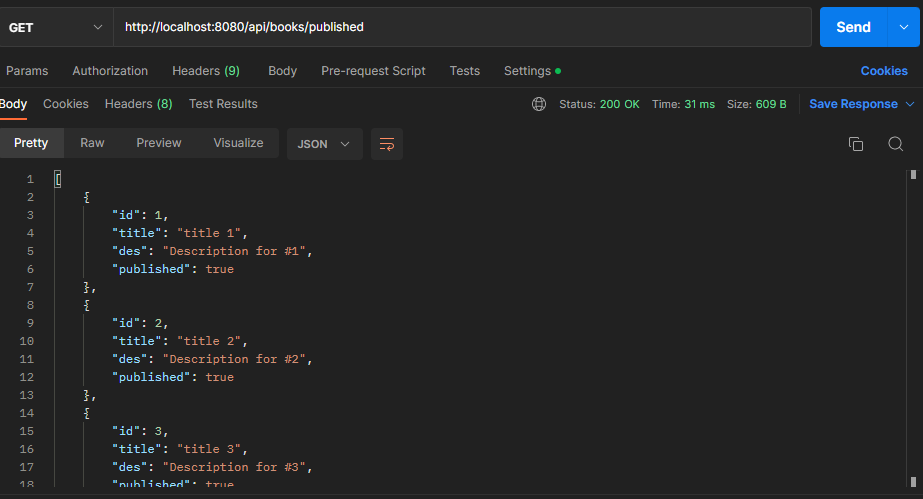 GET http://localhost:8080/api/books/published Send
Params Authorization Headers (9) Body Pre-request Script Tests Settings Cookies
Body Cookies Headers (8) Test Results Status: 200 OK Time: 31 ms Size: 609 B Save Response
Pretty Raw Preview Visualize JSON
1 [
2 {
3 "id": 1,
4 "title": "title 1",
5 "des": "Description for #1",
6 "published": true
7 },
8 {
9 "id": 2,
10 "title": "title 2",
11 "des": "Description for #2",
12 "published": true
13 },
14 {
15 "id": 3,
16 "title": "title 3",
17 "des": "Description for #3",
18 "published": true